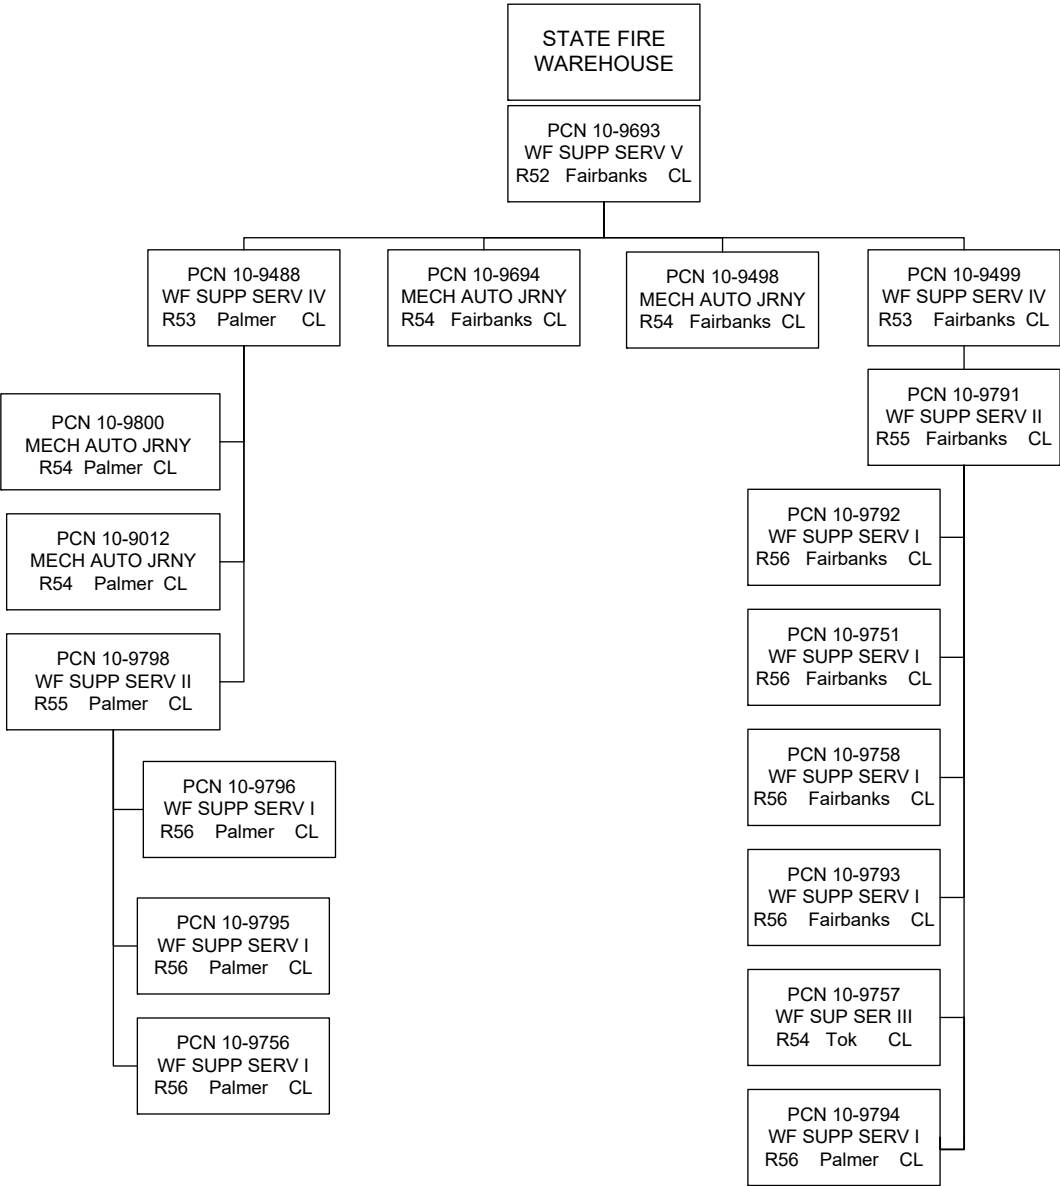 STATE FIRE
WAREHOUSE
PCN 10-9693
WF SUPP SERV V
R52 Fairbanks CL
PCN 10-9488
WF SUPP SERV IV
R53 Palmer CL
PCN 10-9694
MECH AUTO JRNY
R54 Fairbanks CL
PCN 10-9498
MECH AUTO JRNY
R54 Fairbanks CL
PCN 10-9499
WF SUPP SERV IV
R53 Fairbanks CL
PCN 10-9800
MECH AUTO JRNY
R54 Palmer CL
PCN 10-9012
MECH AUTO JRNY
R54 Palmer CL
PCN 10-9798
WF SUPP SERV II
R55 Palmer CL
PCN 10-9796
WF SUPP SERV I
R56 Palmer CL
PCN 10-9795
WF SUPP SERV I
R56 Palmer CL
PCN 10-9756
WF SUPP SERV I
R56 Palmer CL
PCN 10-9791
WF SUPP SERV II
R55 Fairbanks CL
PCN 10-9792
WF SUPP SERV I
R56 Fairbanks CL
PCN 10-9751
WF SUPP SERV I
R56 Fairbanks CL
PCN 10-9758
WF SUPP SERV I
R56 Fairbanks CL
PCN 10-9793
WF SUPP SERV I
R56 Fairbanks CL
PCN 10-9757
WF SUP SER III
R54 Tok CL
PCN 10-9794
WF SUPP SERV I
R56 Palmer CL